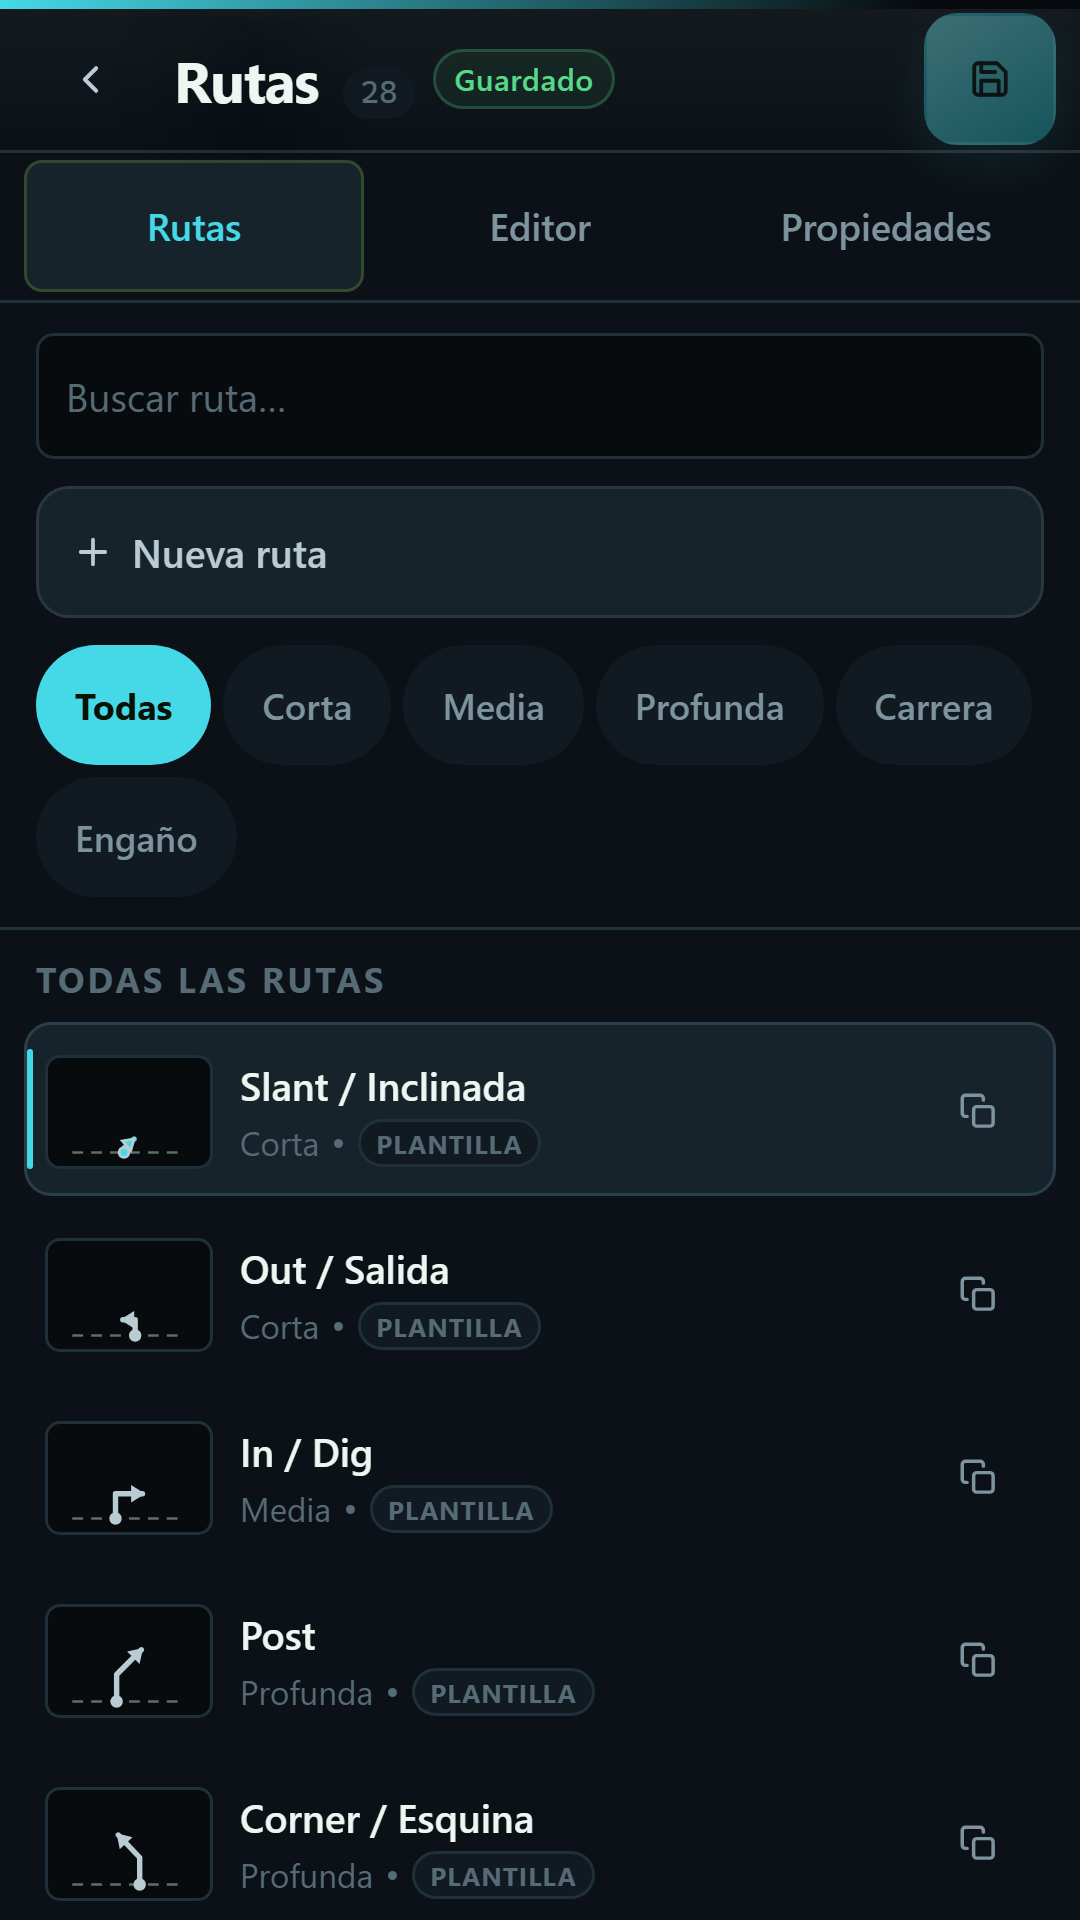 Rutas 28 Guardado
Rutas Editor Propiedades
Buscar ruta...
+ Nueva ruta
Todas Corta Media Profunda Carrera
Engaño
TODAS LAS RUTAS
Slant / Inclinada
Corta • PLANTILLA
Out / Salida
Corta • PLANTILLA
In / Dig
Media • PLANTILLA
Post
Profunda • PLANTILLA
Corner / Esquina
Profunda • PLANTILLA